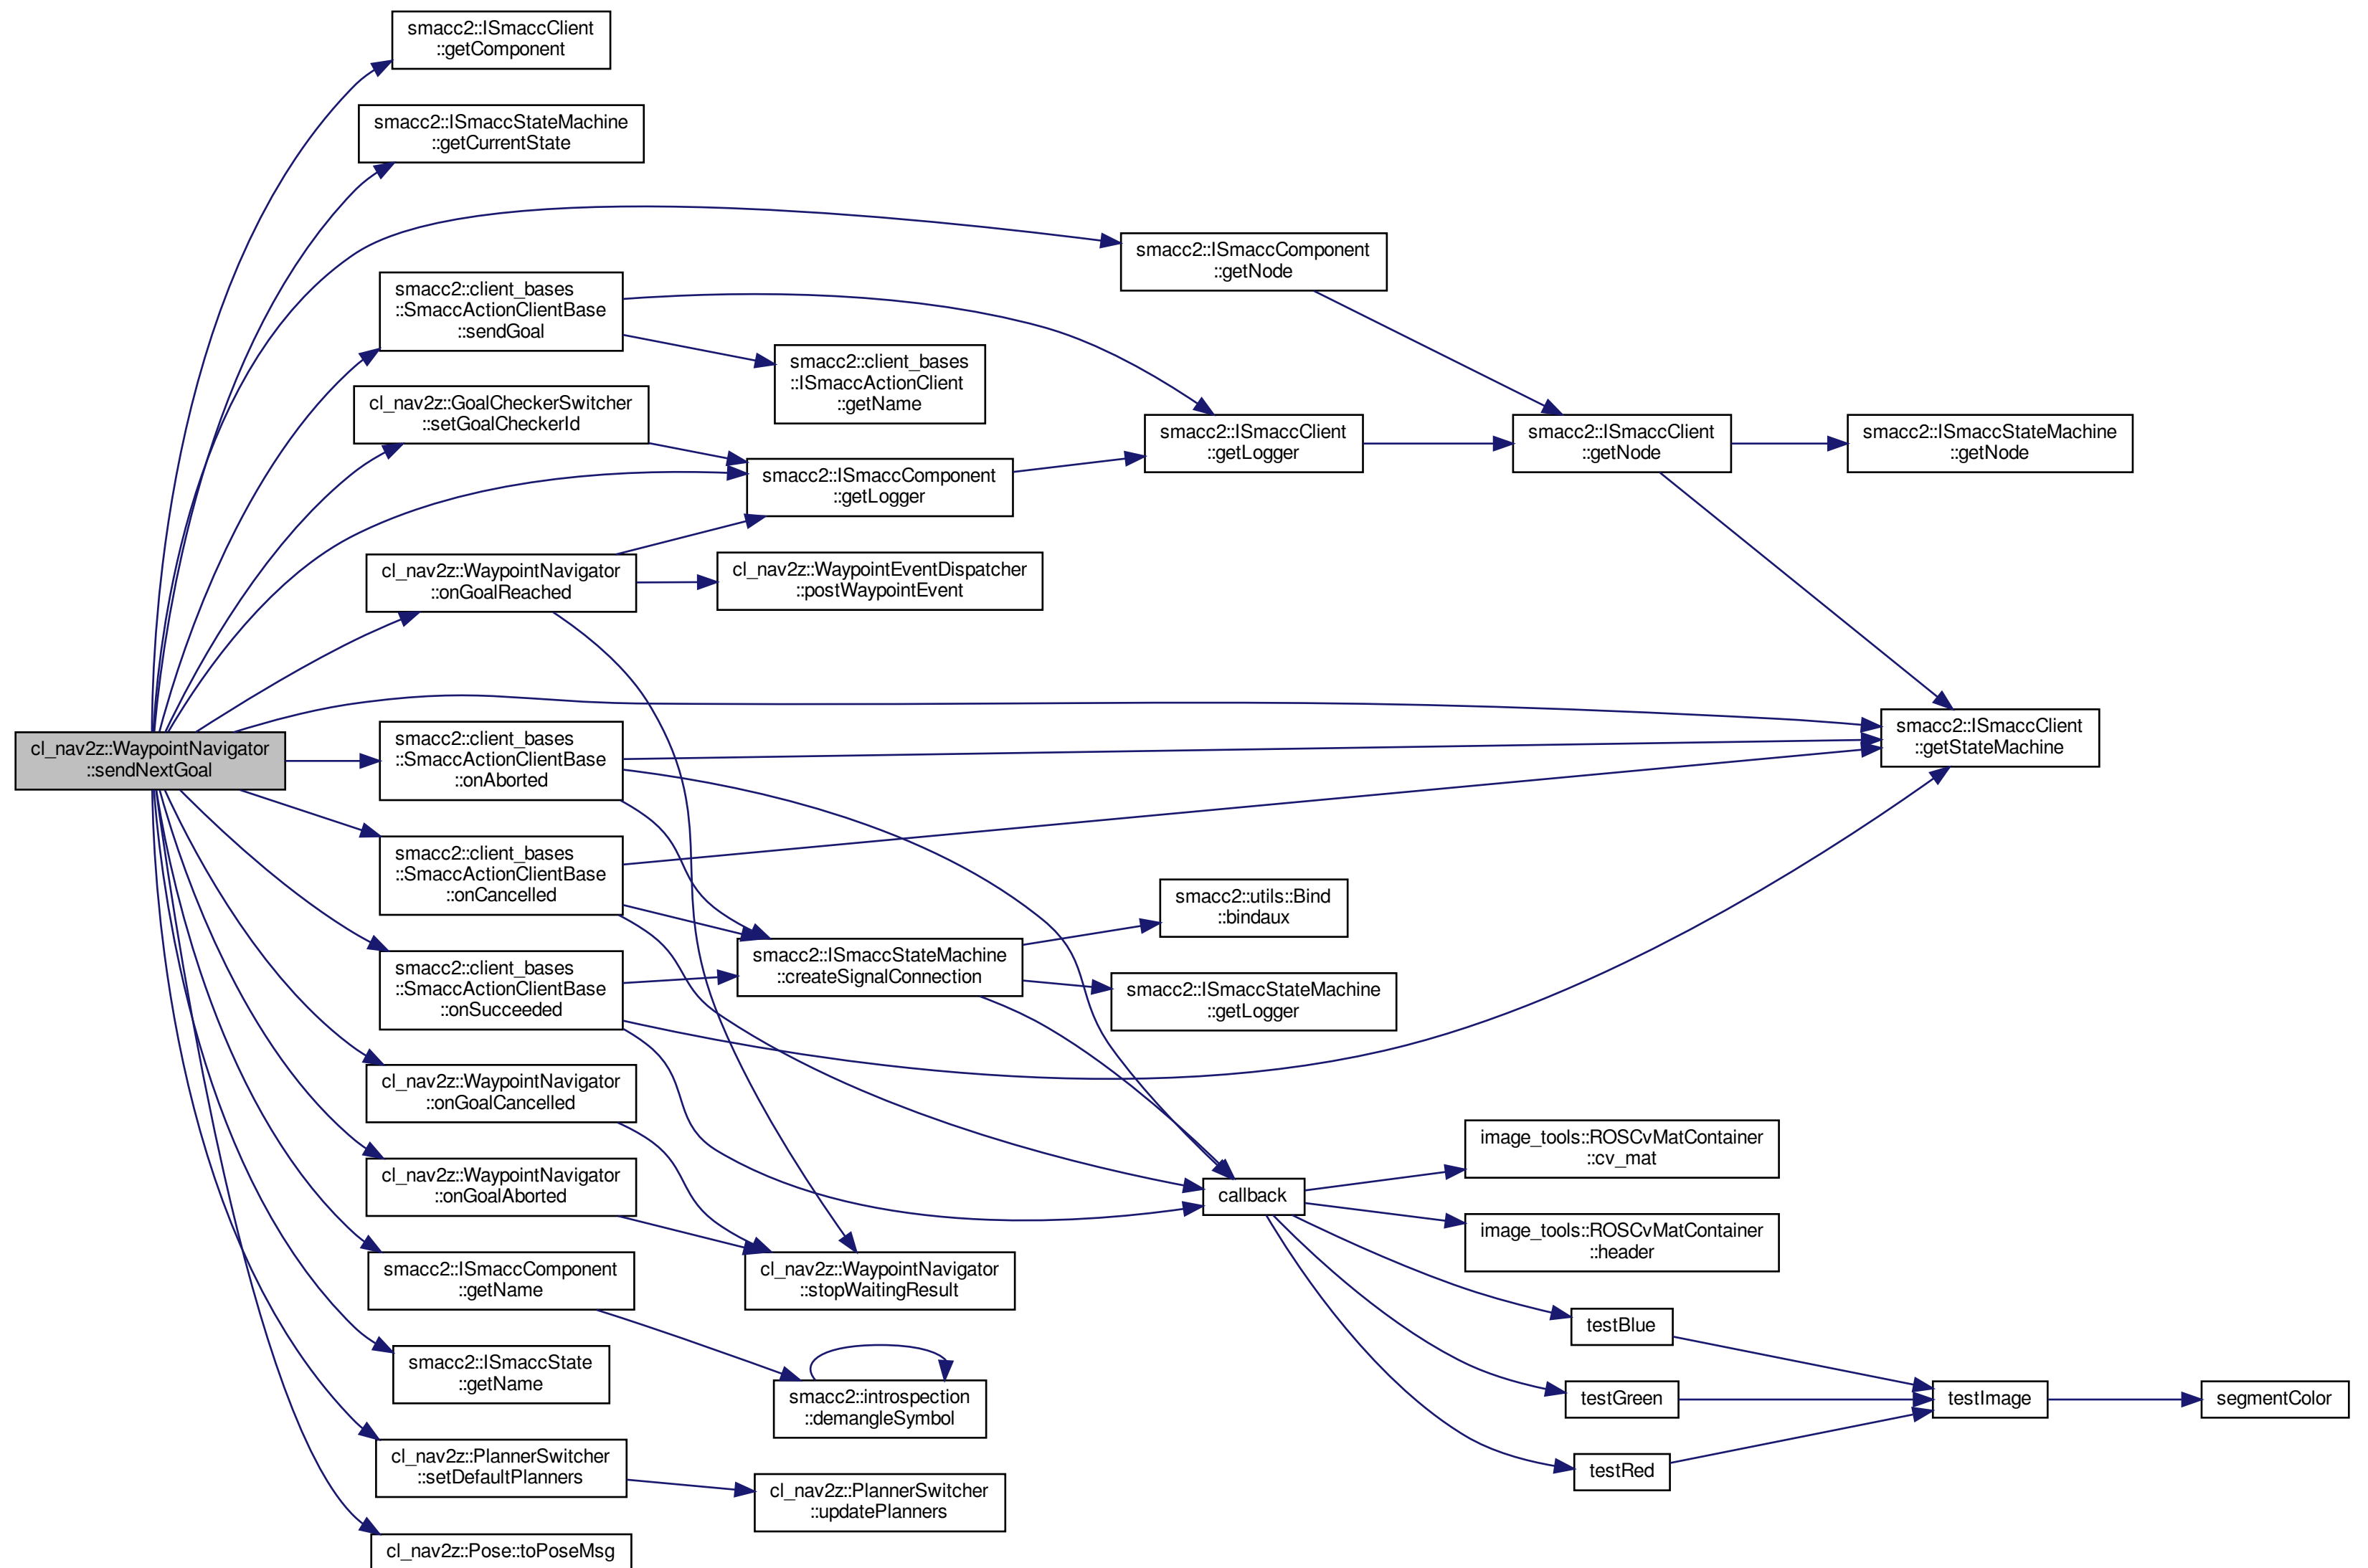 smacc2::ISmaccClient
::getComponent
smacc2::ISmaccStateMachine
::getCurrentState
smacc2::ISmaccComponent
::getNode
smacc2::client_bases
::SmaccActionClientBase
::sendGoal
smacc2::client_bases
::ISmaccActionClient
::getName
cl_nav2z::GoalCheckerSwitcher
::setGoalCheckerId
smacc2::ISmaccClient
::getLogger
smacc2::ISmaccClient
::getNode
smacc2::ISmaccStateMachine
::getNode
smacc2::ISmaccComponent
::getLogger
cl_nav2z::WaypointNavigator
::onGoalReached
cl_nav2z::WaypointEventDispatcher
::postWaypointEvent
cl_nav2z::WaypointNavigator
::sendNextGoal
smacc2::client_bases
::SmaccActionClientBase
::onAborted
smacc2::ISmaccClient
::getStateMachine
smacc2::client_bases
::SmaccActionClientBase
::onCancelled
smacc2::utils::Bind
::bindaux
smacc2::client_bases
::SmaccActionClientBase
::onSucceeded
smacc2::ISmaccStateMachine
::createSignalConnection
smacc2::ISmaccStateMachine
::getLogger
cl_nav2z::WaypointNavigator
::onGoalCancelled
image_tools::ROSCvMatContainer
::cv_mat
cl_nav2z::WaypointNavigator
::onGoalAborted
callback
image_tools::ROSCvMatContainer
::header
smacc2::ISmaccComponent
::getName
cl_nav2z::WaypointNavigator
::stopWaitingResult
testBlue
smacc2::ISmaccState
::getName
smacc2::introspection
::demangleSymbol
testGreen
testImage
segmentColor
cl_nav2z::PlannerSwitcher
::setDefaultPlanners
testRed
cl_nav2z::PlannerSwitcher
::updatePlanners
cl_nav2z::Pose::toPoseMsg